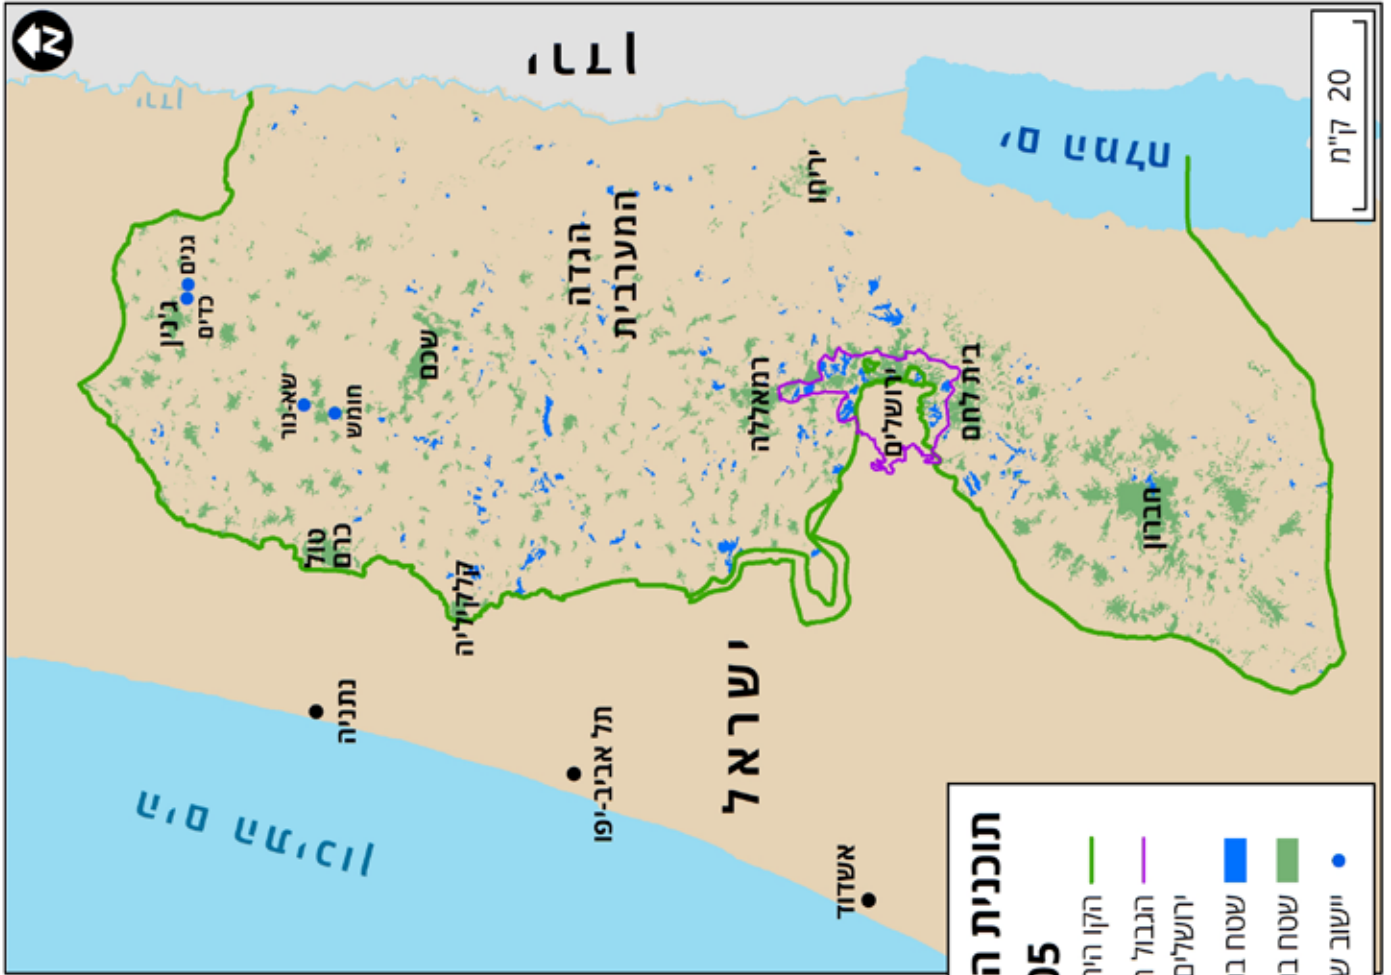 N
הים התיכון
ירדן
ג'נין
גנים
כדים
שא-נור
חומש
טול
כרם
נתניה
שכם
קלקיליה
ירדן
הגדה
המערבית
תל אביב-יפו
ישראל
רמאללה
יריחו
אשדוד
ירושלים
בית לחם
ים המלח
חברון
20 ק"מ
תוכנית ה
05
הקו היר
הגבול ה
ירושלים
שטח ב
שטח ב
יישוב ש